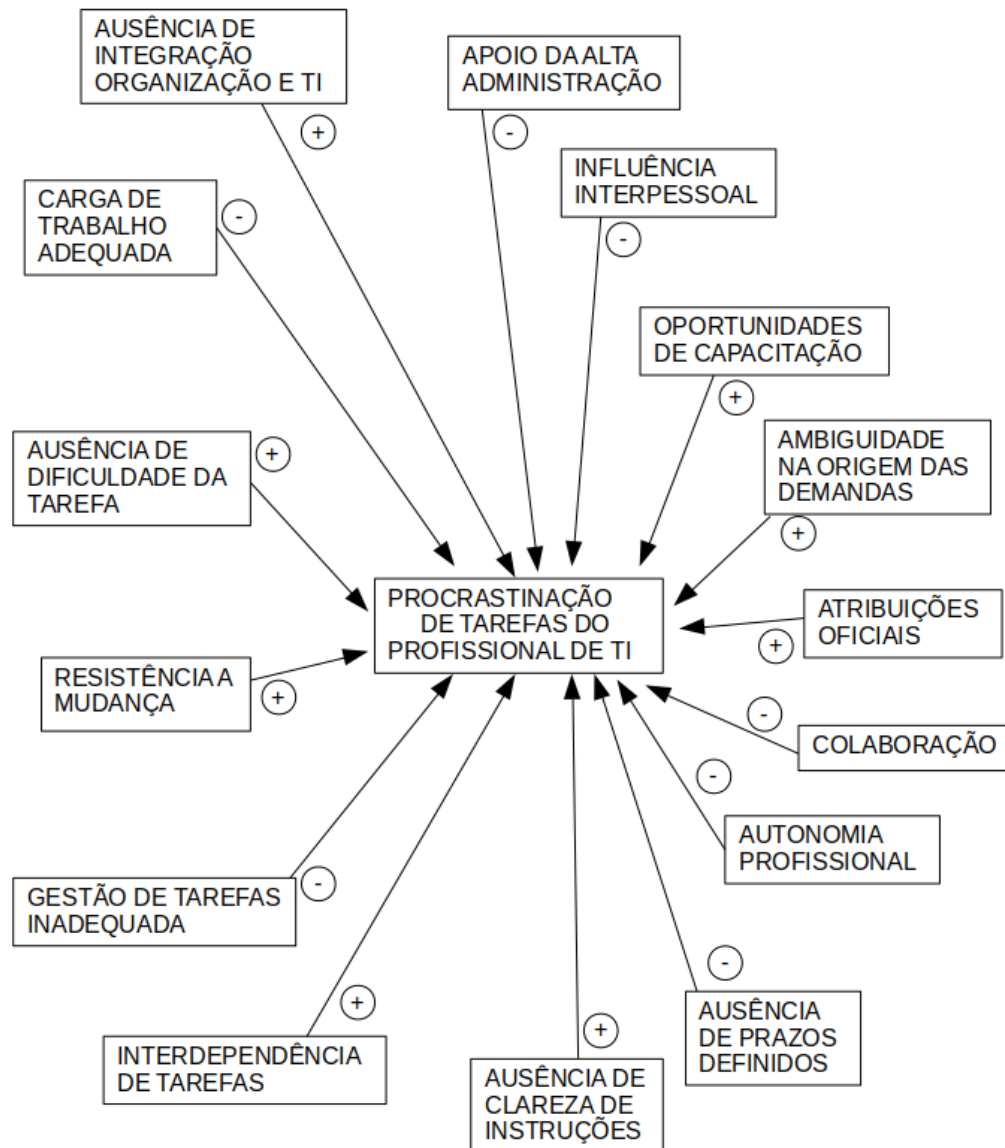 AUSÊNCIA DE
INTEGRAÇÃO
ORGANIZAÇÃO E TI
+
APOIO DA ALTA
ADMINISTRAÇÃO
-
INFLUÊNCIA
INTERPESSOAL
-
CARGA DE
TRABALHO
ADEQUADA
-
OPORTUNIDADES
DE CAPACITAÇÃO
+
AUSÊNCIA DE
DIFICULDADE DA
TAREFA
+
AMBIGUIDADE
NA ORIGEM DAS
DEMANDAS
+
PROCRASTINAÇÃO
DE TAREFAS DO
PROFISSIONAL DE TI
ATRIBUIÇÕES
OFICIAIS
+
RESISTÊNCIA A
MUDANÇA
+
COLABORAÇÃO
-
AUTONOMIA
PROFISSIONAL
-
GESTÃO DE TAREFAS
INADEQUADA
-
AUSÊNCIA
DE PRAZOS
DEFINIDOS
-
INTERDEPENDÊNCIA
DE TAREFAS
+
AUSÊNCIA DE
CLAREZA DE
INSTRUÇÕES
+